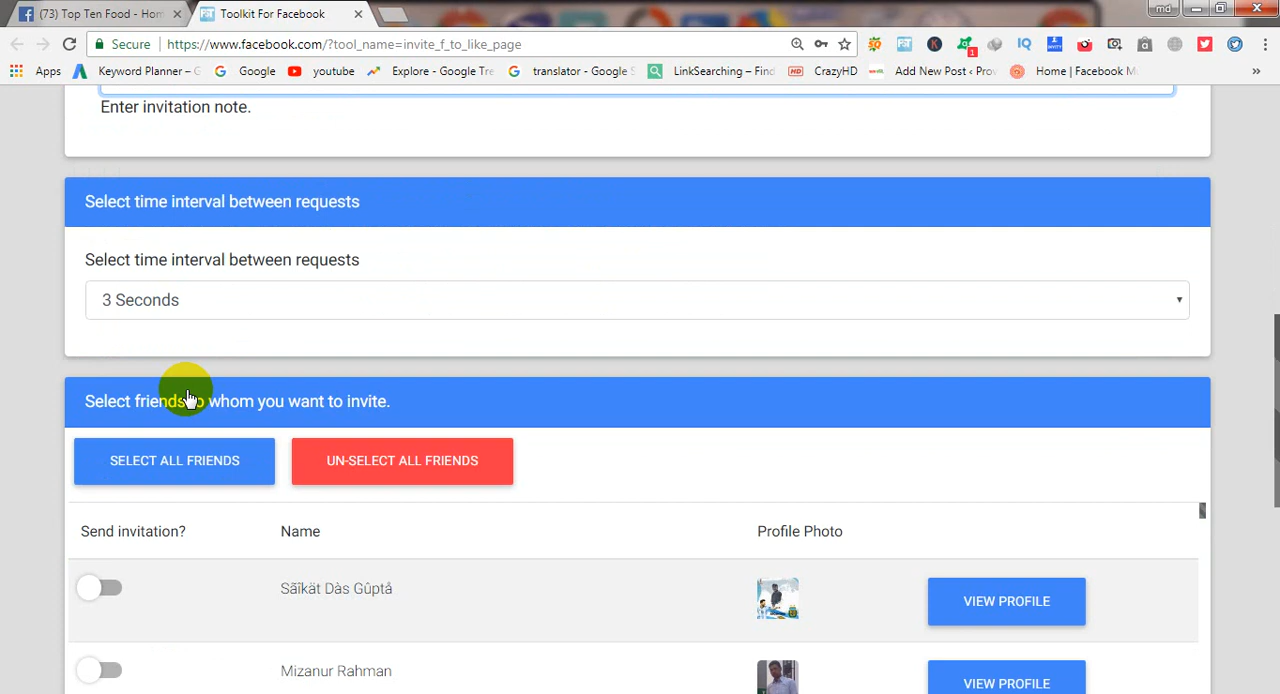 (73) Top Ten Food - Hom
Toolkit For Facebook
md
Secure
https://www.facebook.com/?tool_name=invite_f_to_like_page
IQ
1
Apps
Keyword Planner – G
Google
youtube
Explore - Google Tre
translator - Google S
LinkSearching – Find
HD CrazyHD
Add New Post ‹ Prov
Home | Facebook M
»
Enter invitation note.
Select time interval between requests
Select time interval between requests
3 Seconds
Select friends to whom you want to invite.
SELECT ALL FRIENDS
UN-SELECT ALL FRIENDS
Send invitation?
Name
Profile Photo
Sãîkät Dàs Gûptå
VIEW PROFILE
Mizanur Rahman
VIEW PROFILE